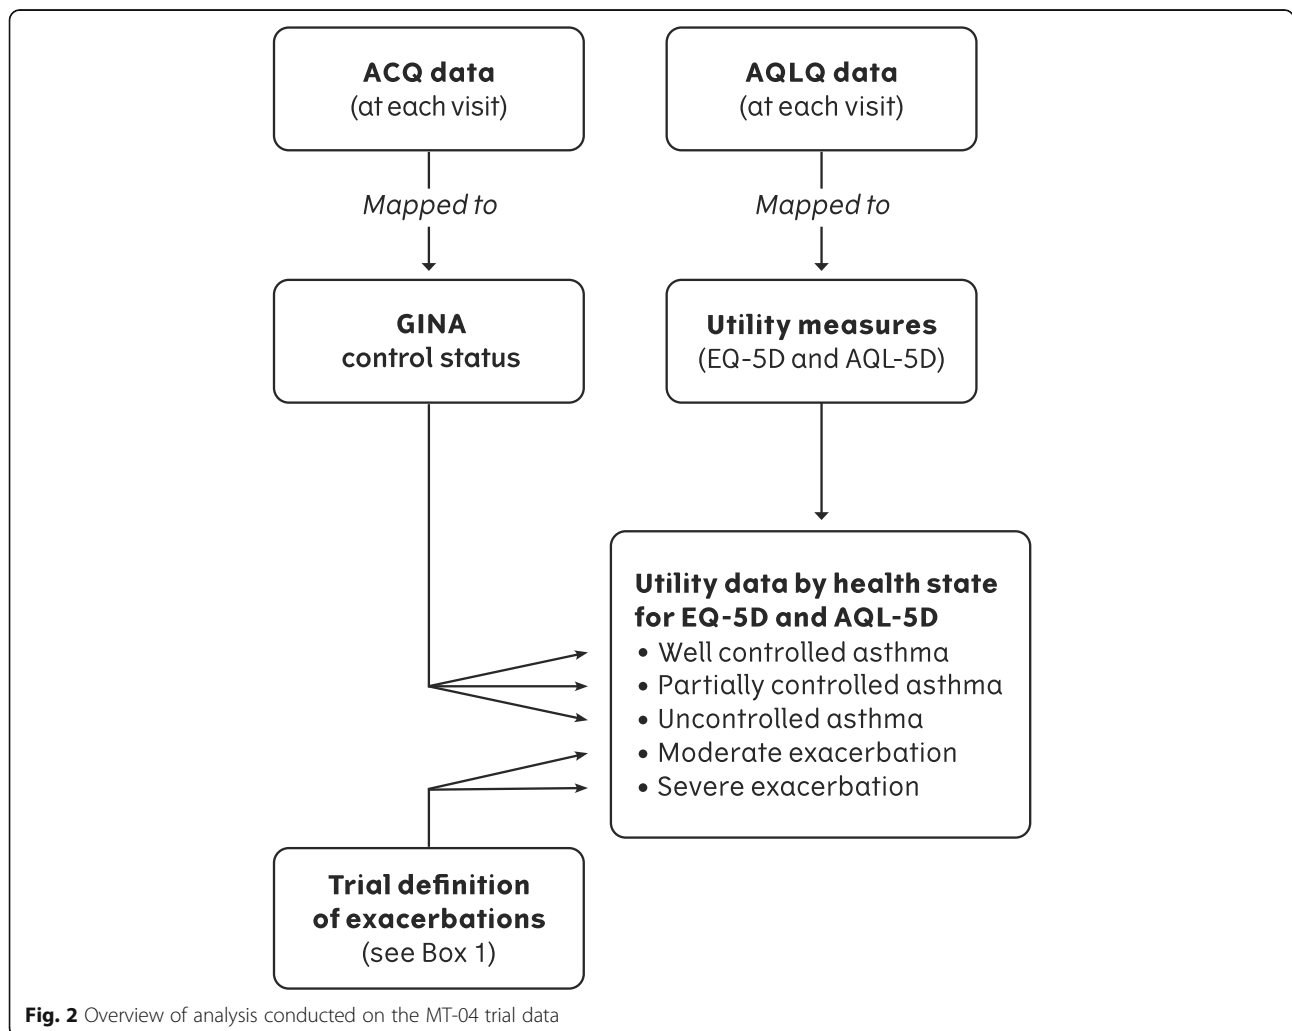 ACQ data
(at each visit)
AQLQ data
(at each visit)
Mapped to
Mapped to
GINA
control status
Utility measures
(EQ-5D and AQL-5D)
Utility data by health state
for EQ-5D and AQL-5D
• Well controlled asthma
• Partially controlled asthma
• Uncontrolled asthma
• Moderate exacerbation
• Severe exacerbation
Trial definition
of exacerbations
(see Box 1)
Fig. 2 Overview of analysis conducted on the MT-04 trial data